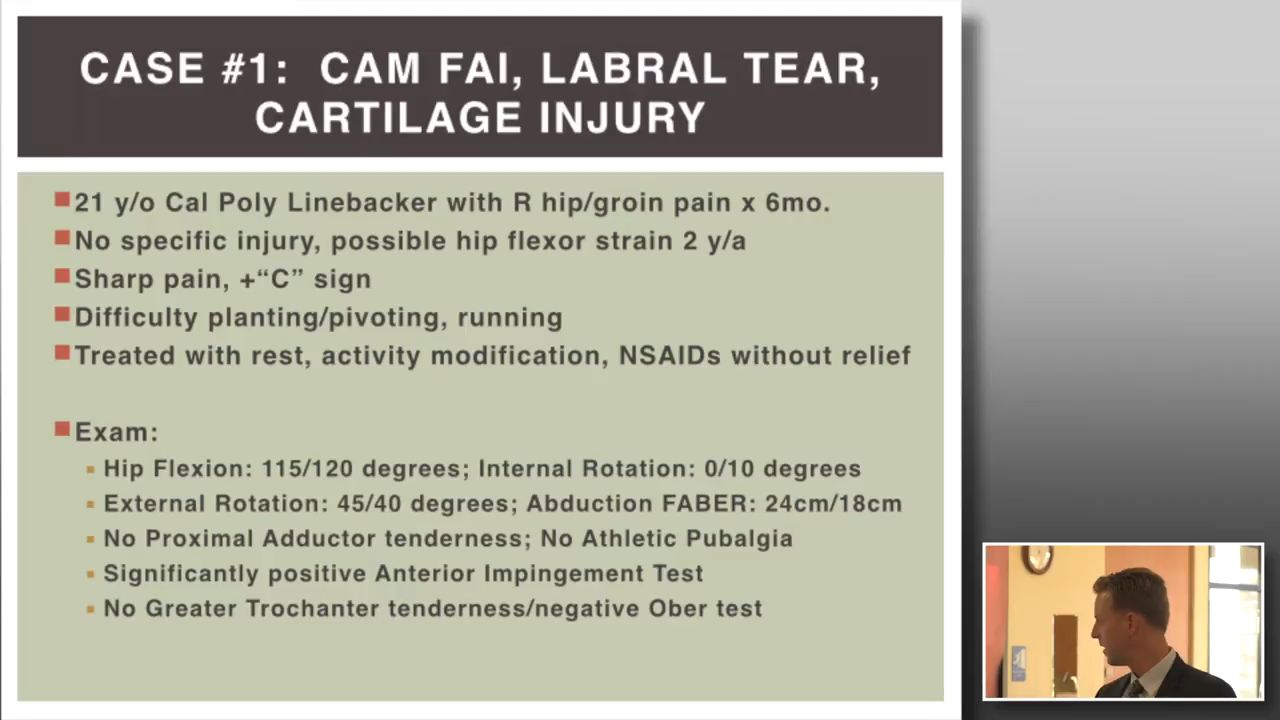 CASE #1: CAM FAI, LABRAL TEAR,
CARTILAGE INJURY
21 y/o Cal Poly Linebacker with R hip/groin pain x 6mo.
No specific injury, possible hip flexor strain 2 y/a
Sharp pain, +“C” sign
Difficulty planting/pivoting, running
Treated with rest, activity modification, NSAIDs without relief
Exam:
Hip Flexion: 115/120 degrees; Internal Rotation: 0/10 degrees
External Rotation: 45/40 degrees; Abduction FABER: 24cm/18cm
No Proximal Adductor tenderness; No Athletic Pubalgia
Significantly positive Anterior Impingement Test
No Greater Trochanter tenderness/negative Ober test